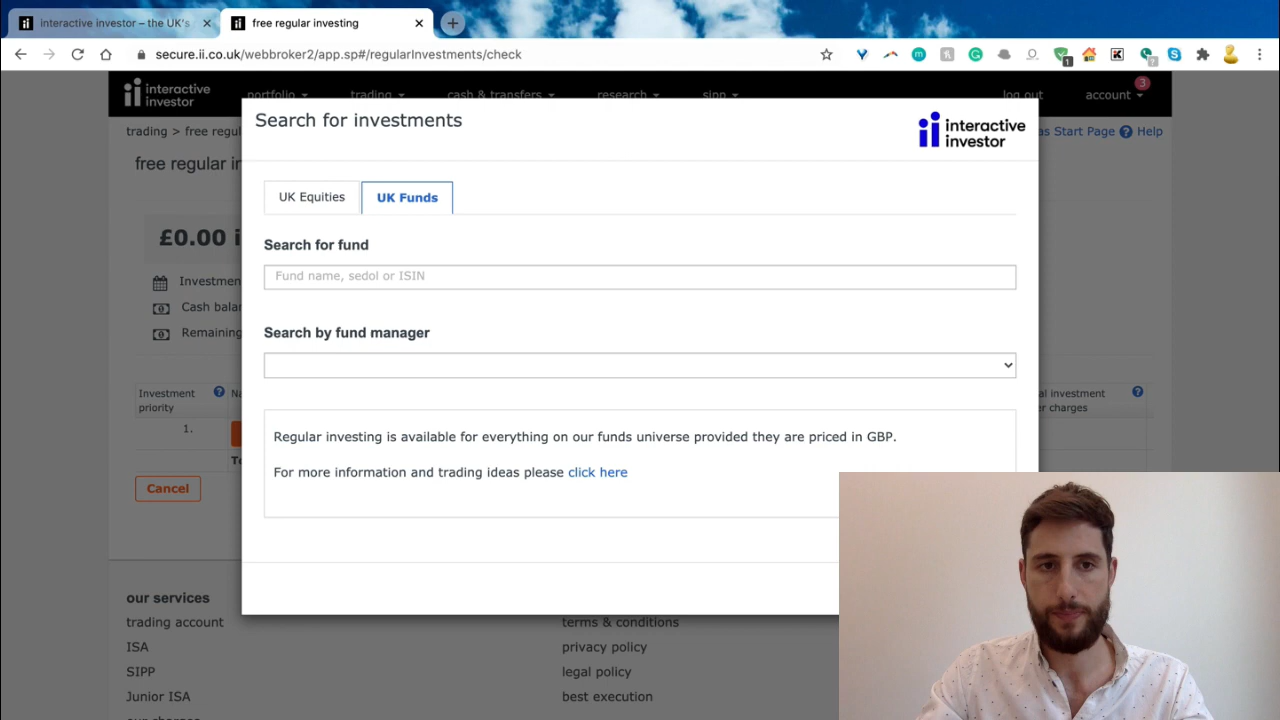 interactive investor – the UK's
free regular investing
secure.ii.co.uk/webbroker2/app.sp#/regularInvestments/check
interactive investor
portfolio trading cash & transfers research sipp log out account 3
trading > free regul
as Start Page Help
free regular in
£0.00 i
Investmen
Cash balan
Remaining
Investment priority
Na
al investment
er charges
1.
To
Cancel
Search for investments
interactive investor
UK Equities
UK Funds
Search for fund
Fund name, sedol or ISIN
Search by fund manager
Regular investing is available for everything on our funds universe provided they are priced in GBP.
For more information and trading ideas please click here
our services
trading account
ISA
SIPP
Junior ISA
terms & conditions
privacy policy
legal policy
best execution